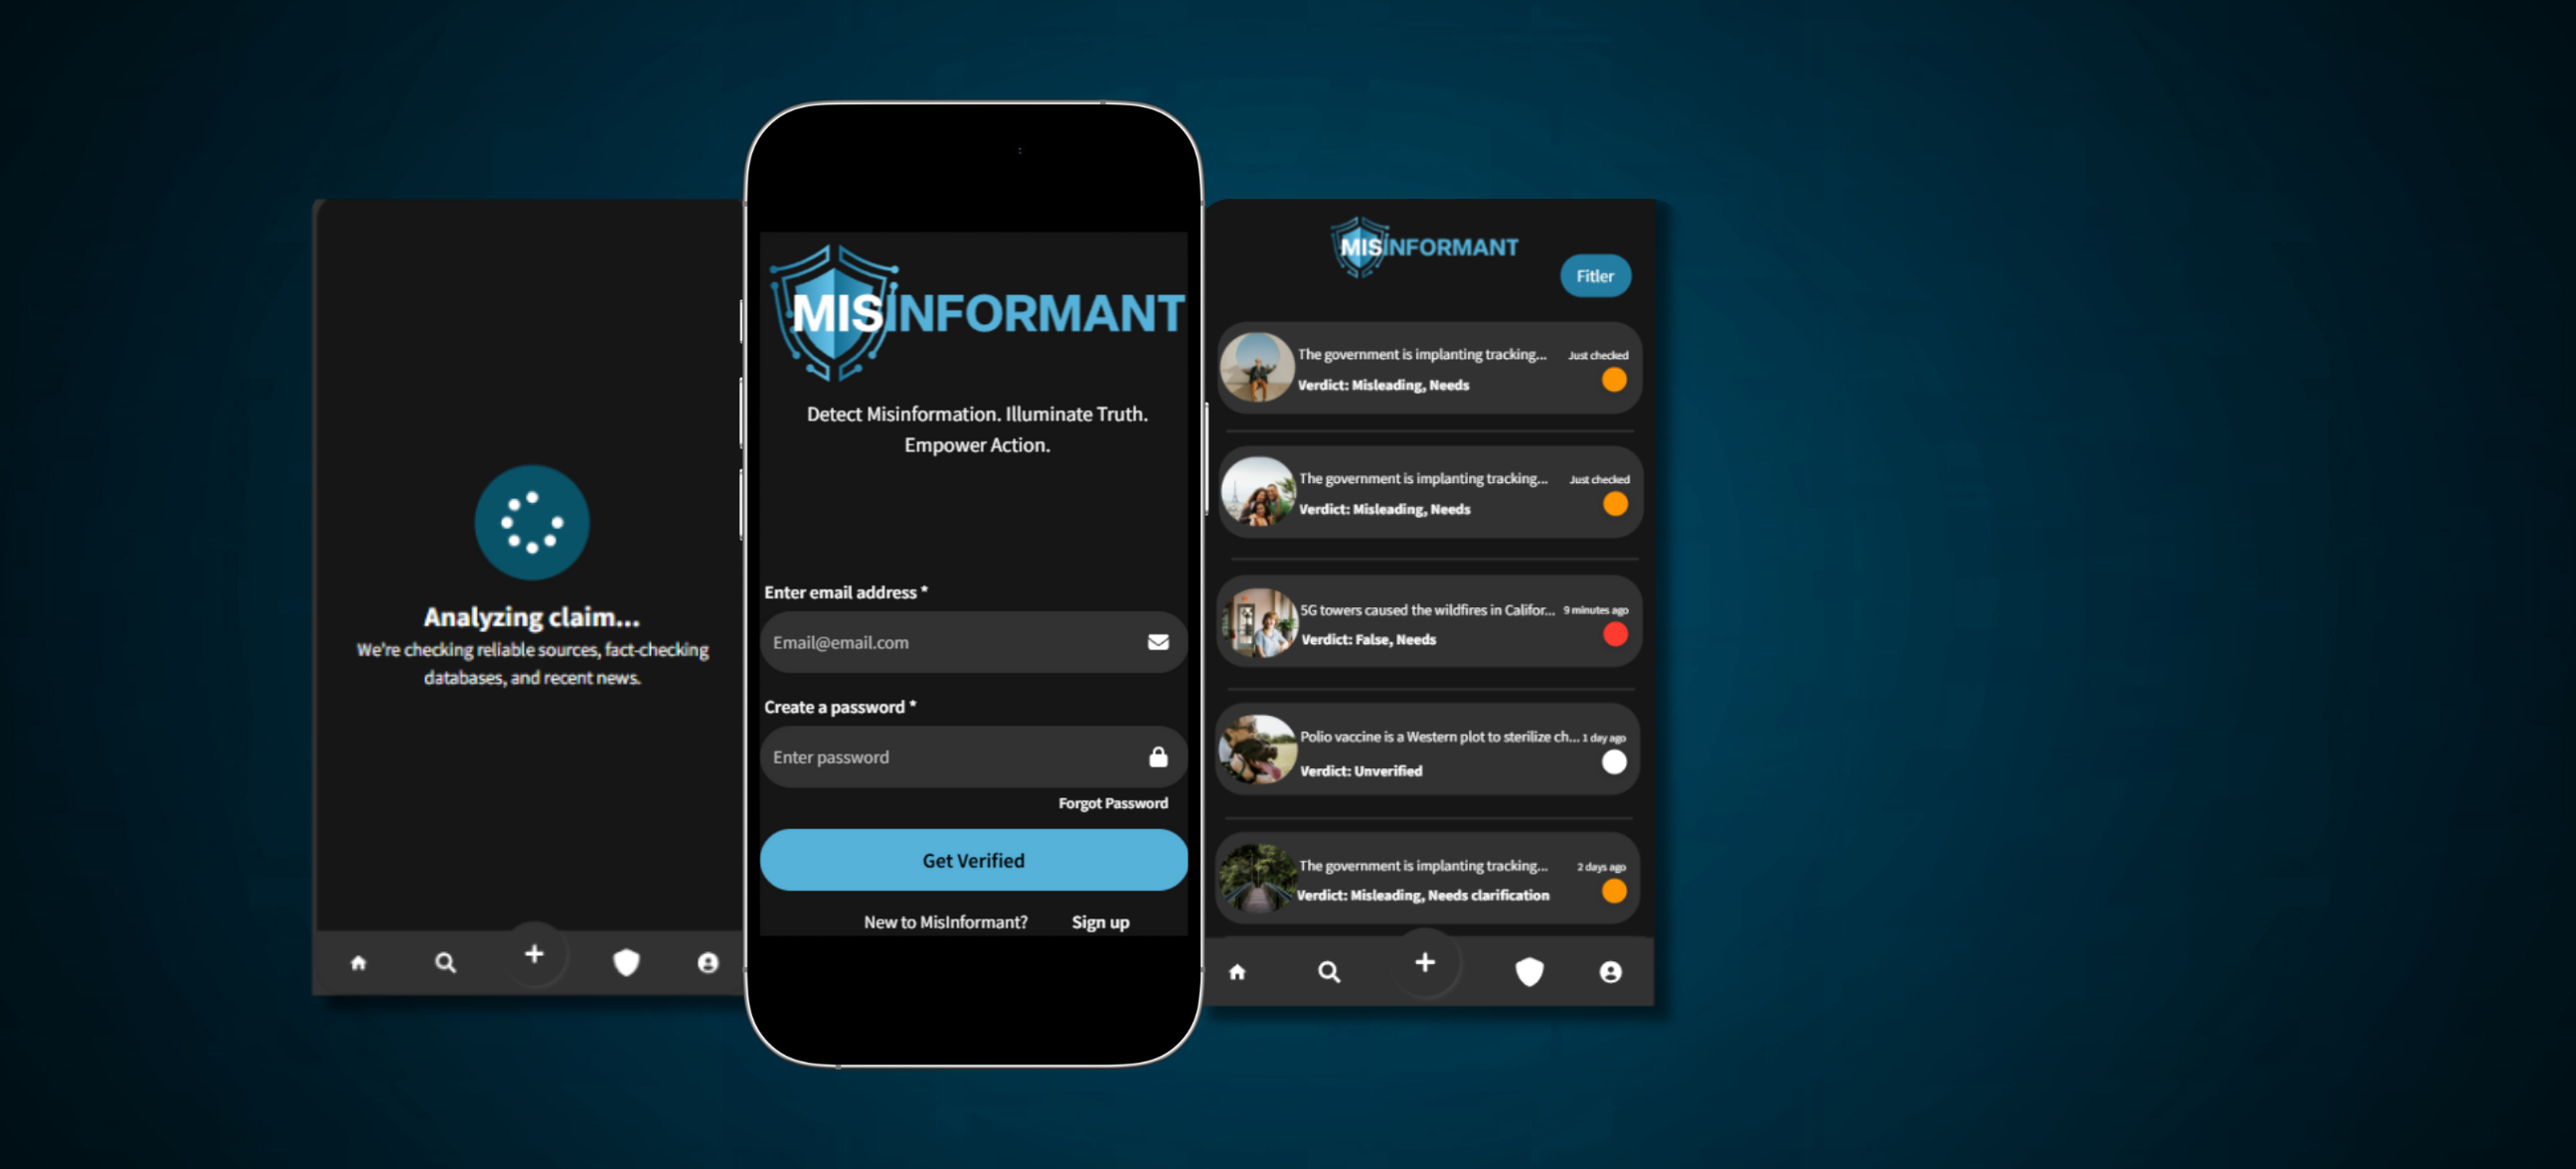 Analyzing claim...
We're checking reliable sources, fact-checking
databases, and recent news.
MISINFORMANT
Detect Misinformation. Illuminate Truth.
Empower Action.
Enter email address *
Email@email.com
Create a password *
Enter password
Forgot Password
Get Verified
New to MisInformant? Sign up
MISINFORMANT
Fitler
The government is implanting tracking... Just checked
Verdict: Misleading, Needs
The government is implanting tracking... Just checked
Verdict: Misleading, Needs
5G towers caused the wildfires in Califor... 9 minutes ago
Verdict: False, Needs
Polio vaccine is a Western plot to sterilize ch... 1 day ago
Verdict: Unverified
The government is implanting tracking... 2 days ago
Verdict: Misleading, Needs clarification